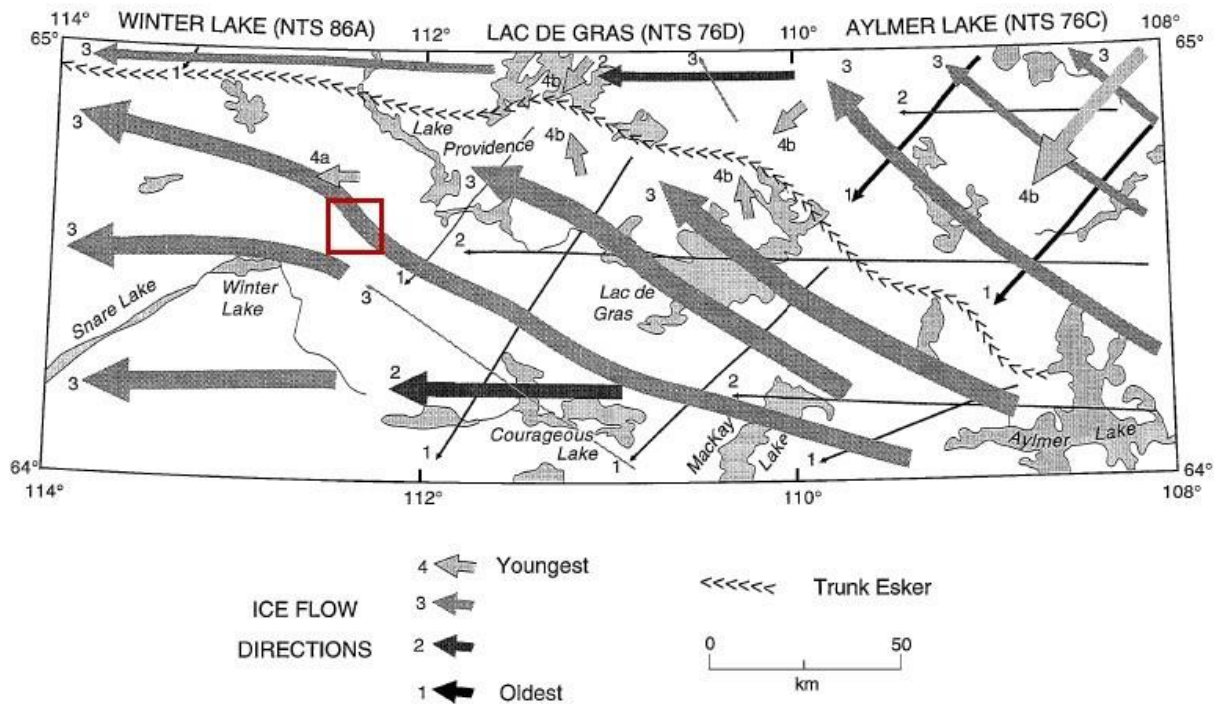 WINTER LAKE (NTS 86A) LAC DE GRAS (NTS 76D) AYLMER LAKE (NTS 76C)
114° 112° 110° 108°
65° 65°
3
1
2
3
3
3
3
4b
2
3
4b
4b
4b
1
4b
Lake
Providence
4a
3
3
3
2
1
1
3
Snare Lake
Winter
Lake
Lac de
Gras
3
2
2
1
Courageous
Lake
1
MacKay
Lake
1
Aylmer Lake
64° 64°
114° 112° 110° 108°
ICE FLOW
DIRECTIONS
4 Youngest
3
2
1 Oldest
Trunk Esker
0 50
km